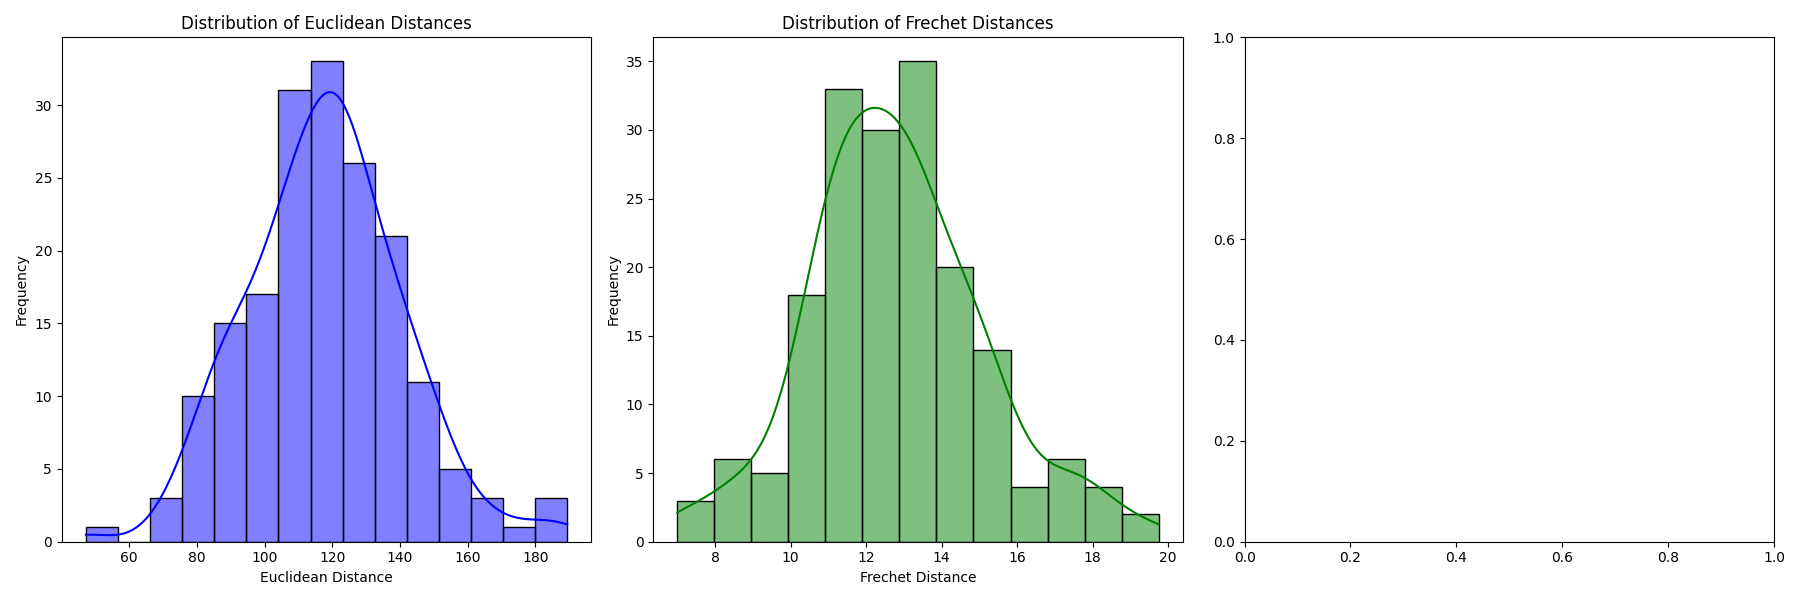 Distribution of Euclidean Distances
30
25
20
15
10
5
0
Frequency
60 80 100 120 140 160 180
Euclidean Distance
Distribution of Frechet Distances
35
30
25
20
15
10
5
0
Frequency
8 10 12 14 16 18 20
Frechet Distance
1.0
0.8
0.6
0.4
0.2
0.0
0.0 0.2 0.4 0.6 0.8 1.0